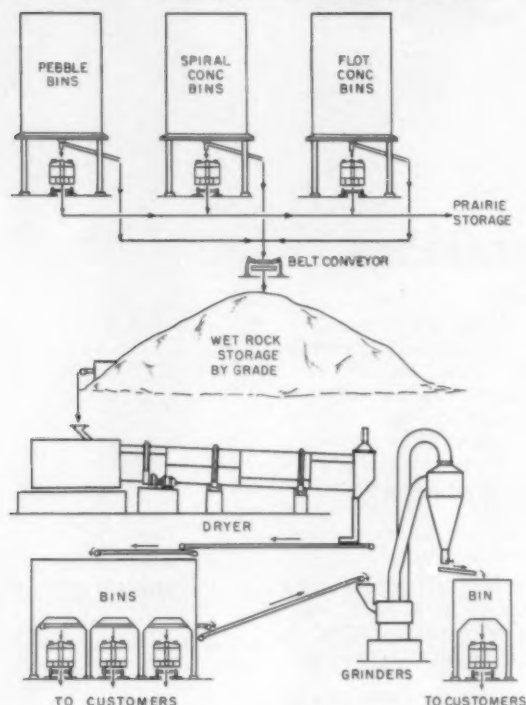 PEBBLE
BINS
SPIRAL
CONC
BINS
FLOT.
CONC
BINS
PRAIRIE
STORAGE
BELT CONVEYOR
WET ROCK
STORAGE
BY GRADE
DRYER
BINS
BIN
GRINDERS
TO CUSTOMERS
TO CUSTOMERS